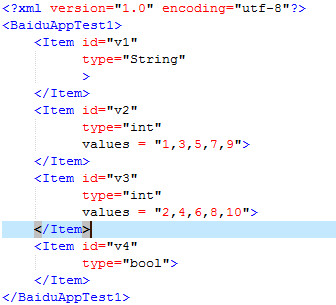 <?xml version="1.0" encoding="utf-8"?>
<BaiduAppTest1>
    <Item id="v1"
          type="String"
          >
    </Item>
    <Item id="v2"
          type="int"
          values = "1,3,5,7,9">
    </Item>
    <Item id="v3"
          type="int"
          values = "2,4,6,8,10">
    </Item>
    <Item id="v4"
          type="bool">
    </Item>
</BaiduAppTest1>